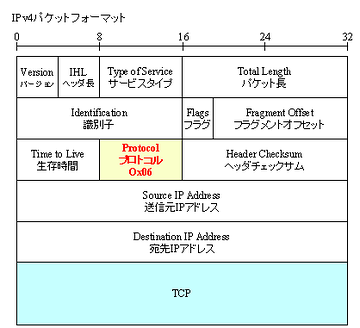 IPv4パケットフォーマット
0 8 16 24 32
Version
バージョン
IHL
ヘッダ長
Type of Service
サービスタイプ
Total Length
パケット長
Identification
識別子
Flags
フラグ
Fragment Offset
フラグメントオフセット
Time to Live
生存時間
Protocol
プロトコル
0x06
Header Checksum
ヘッダチェックサム
Source IP Address
送信元IPアドレス
Destination IP Address
宛先IPアドレス
TCP